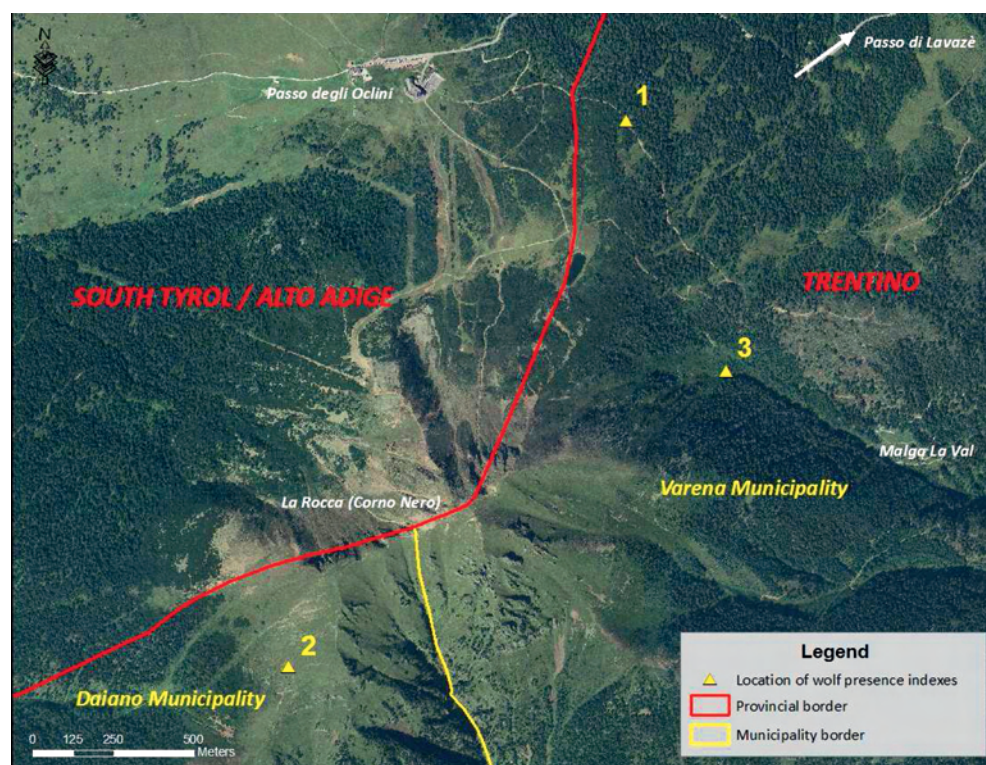 N
Passo degli Oclini
Passo di Lavazè
1
SOUTH TYROL / ALTO ADIGE
TRENTINO
3
Malga La Val
Varena Municipality
La Rocca (Corno Nero)
2
Daiano Municipality
0 125 250 500
Meters
Legend
Location of wolf presence indexes
Provincial border
Municipality border